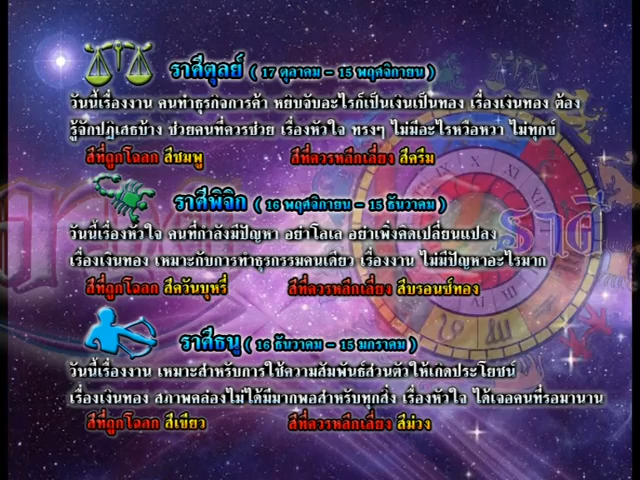 ราศีตุลย์ ( 17 ตุลาคม - 15 พฤศจิกายน )
วันนี้เรื่องงาน คนทำธุรกิจการค้า หยิบจับอะไรก็เป็นเงินเป็นทอง เรื่องเงินทอง ต้อง
รู้จักปฏิเสธบ้าง ช่วยคนที่ควรช่วย เรื่องหัวใจ ทรงๆ ไม่มีอะไรหวือหวา ไม่ทุกข์
สีที่ถูกโฉลก สีชมพู สีที่ควรหลีกเลี่ยง สีครีม
ราศีพิจิก ( 16 พฤศจิกายน - 15 ธันวาคม )
วันนี้เรื่องหัวใจ คนที่กำลังมีปัญหา อย่าโลเล อย่าเพิ่งคิดเปลี่ยนแปลง
เรื่องเงินทอง เหมาะกับการทำธุรกรรมคนเดียว เรื่องงาน ไม่มีปัญหาอะไรมาก
สีที่ถูกโฉลก สีควันบุหรี่ สีที่ควรหลีกเลี่ยง สีบรอนซ์ทอง
ราศี
ราศีธนู ( 16 ธันวาคม - 15 มกราคม )
วันนี้เรื่องงาน เหมาะสำหรับการใช้ความสัมพันธ์ส่วนตัวให้เกิดประโยชน์
เรื่องเงินทอง สภาพคล่องไม่ได้มีมากพอสำหรับทุกสิ่ง เรื่องหัวใจ ได้เจอคนที่รอมานาน
สีที่ถูกโฉลก สีเขียว สีที่ควรหลีกเลี่ยง สีม่วง